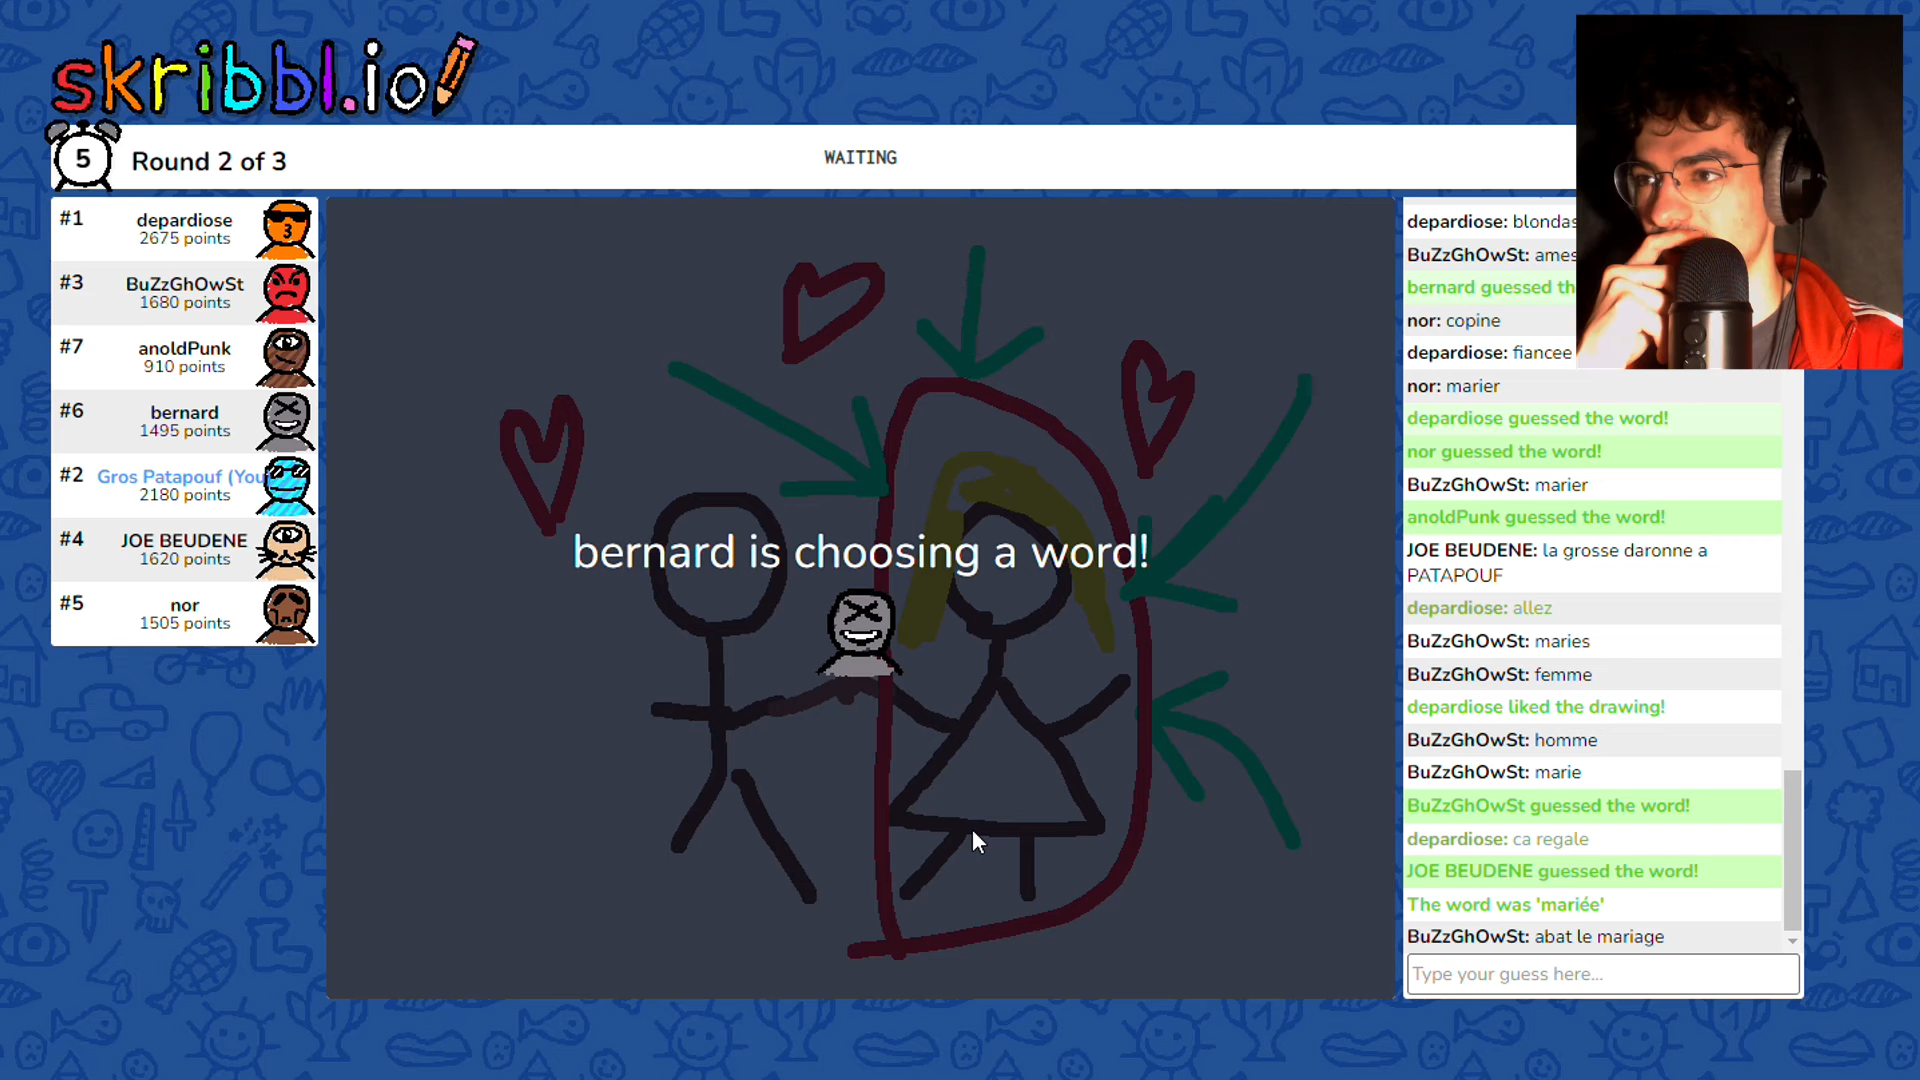 skribbl.io
5
Round 2 of 3
WAITING
#1 depardiose
2675 points
#3 BuZzGhOwSt
1680 points
#7 anoldPunk
910 points
#6 bernard
1495 points
#2 Gros Patapouf (You
2180 points
#4 JOE BEUDENE
1620 points
#5 nor
1505 points
bernard is choosing a word!
depardiose: blondas
BuZzGhOwSt: ames
bernard guessed th
nor: copine
depardiose: fiancee
nor: marier
depardiose guessed the word!
nor guessed the word!
BuZzGhOwSt: marier
anoldPunk guessed the word!
JOE BEUDENE: la grosse daronne a
PATAPOUF
depardiose: allez
BuZzGhOwSt: maries
BuZzGhOwSt: femme
depardiose liked the drawing!
BuZzGhOwSt: homme
BuZzGhOwSt: marie
BuZzGhOwSt guessed the word!
depardiose: ca regale
JOE BEUDENE guessed the word!
The word was 'mariée'
BuZzGhOwSt: abat le mariage
Type your guess here...